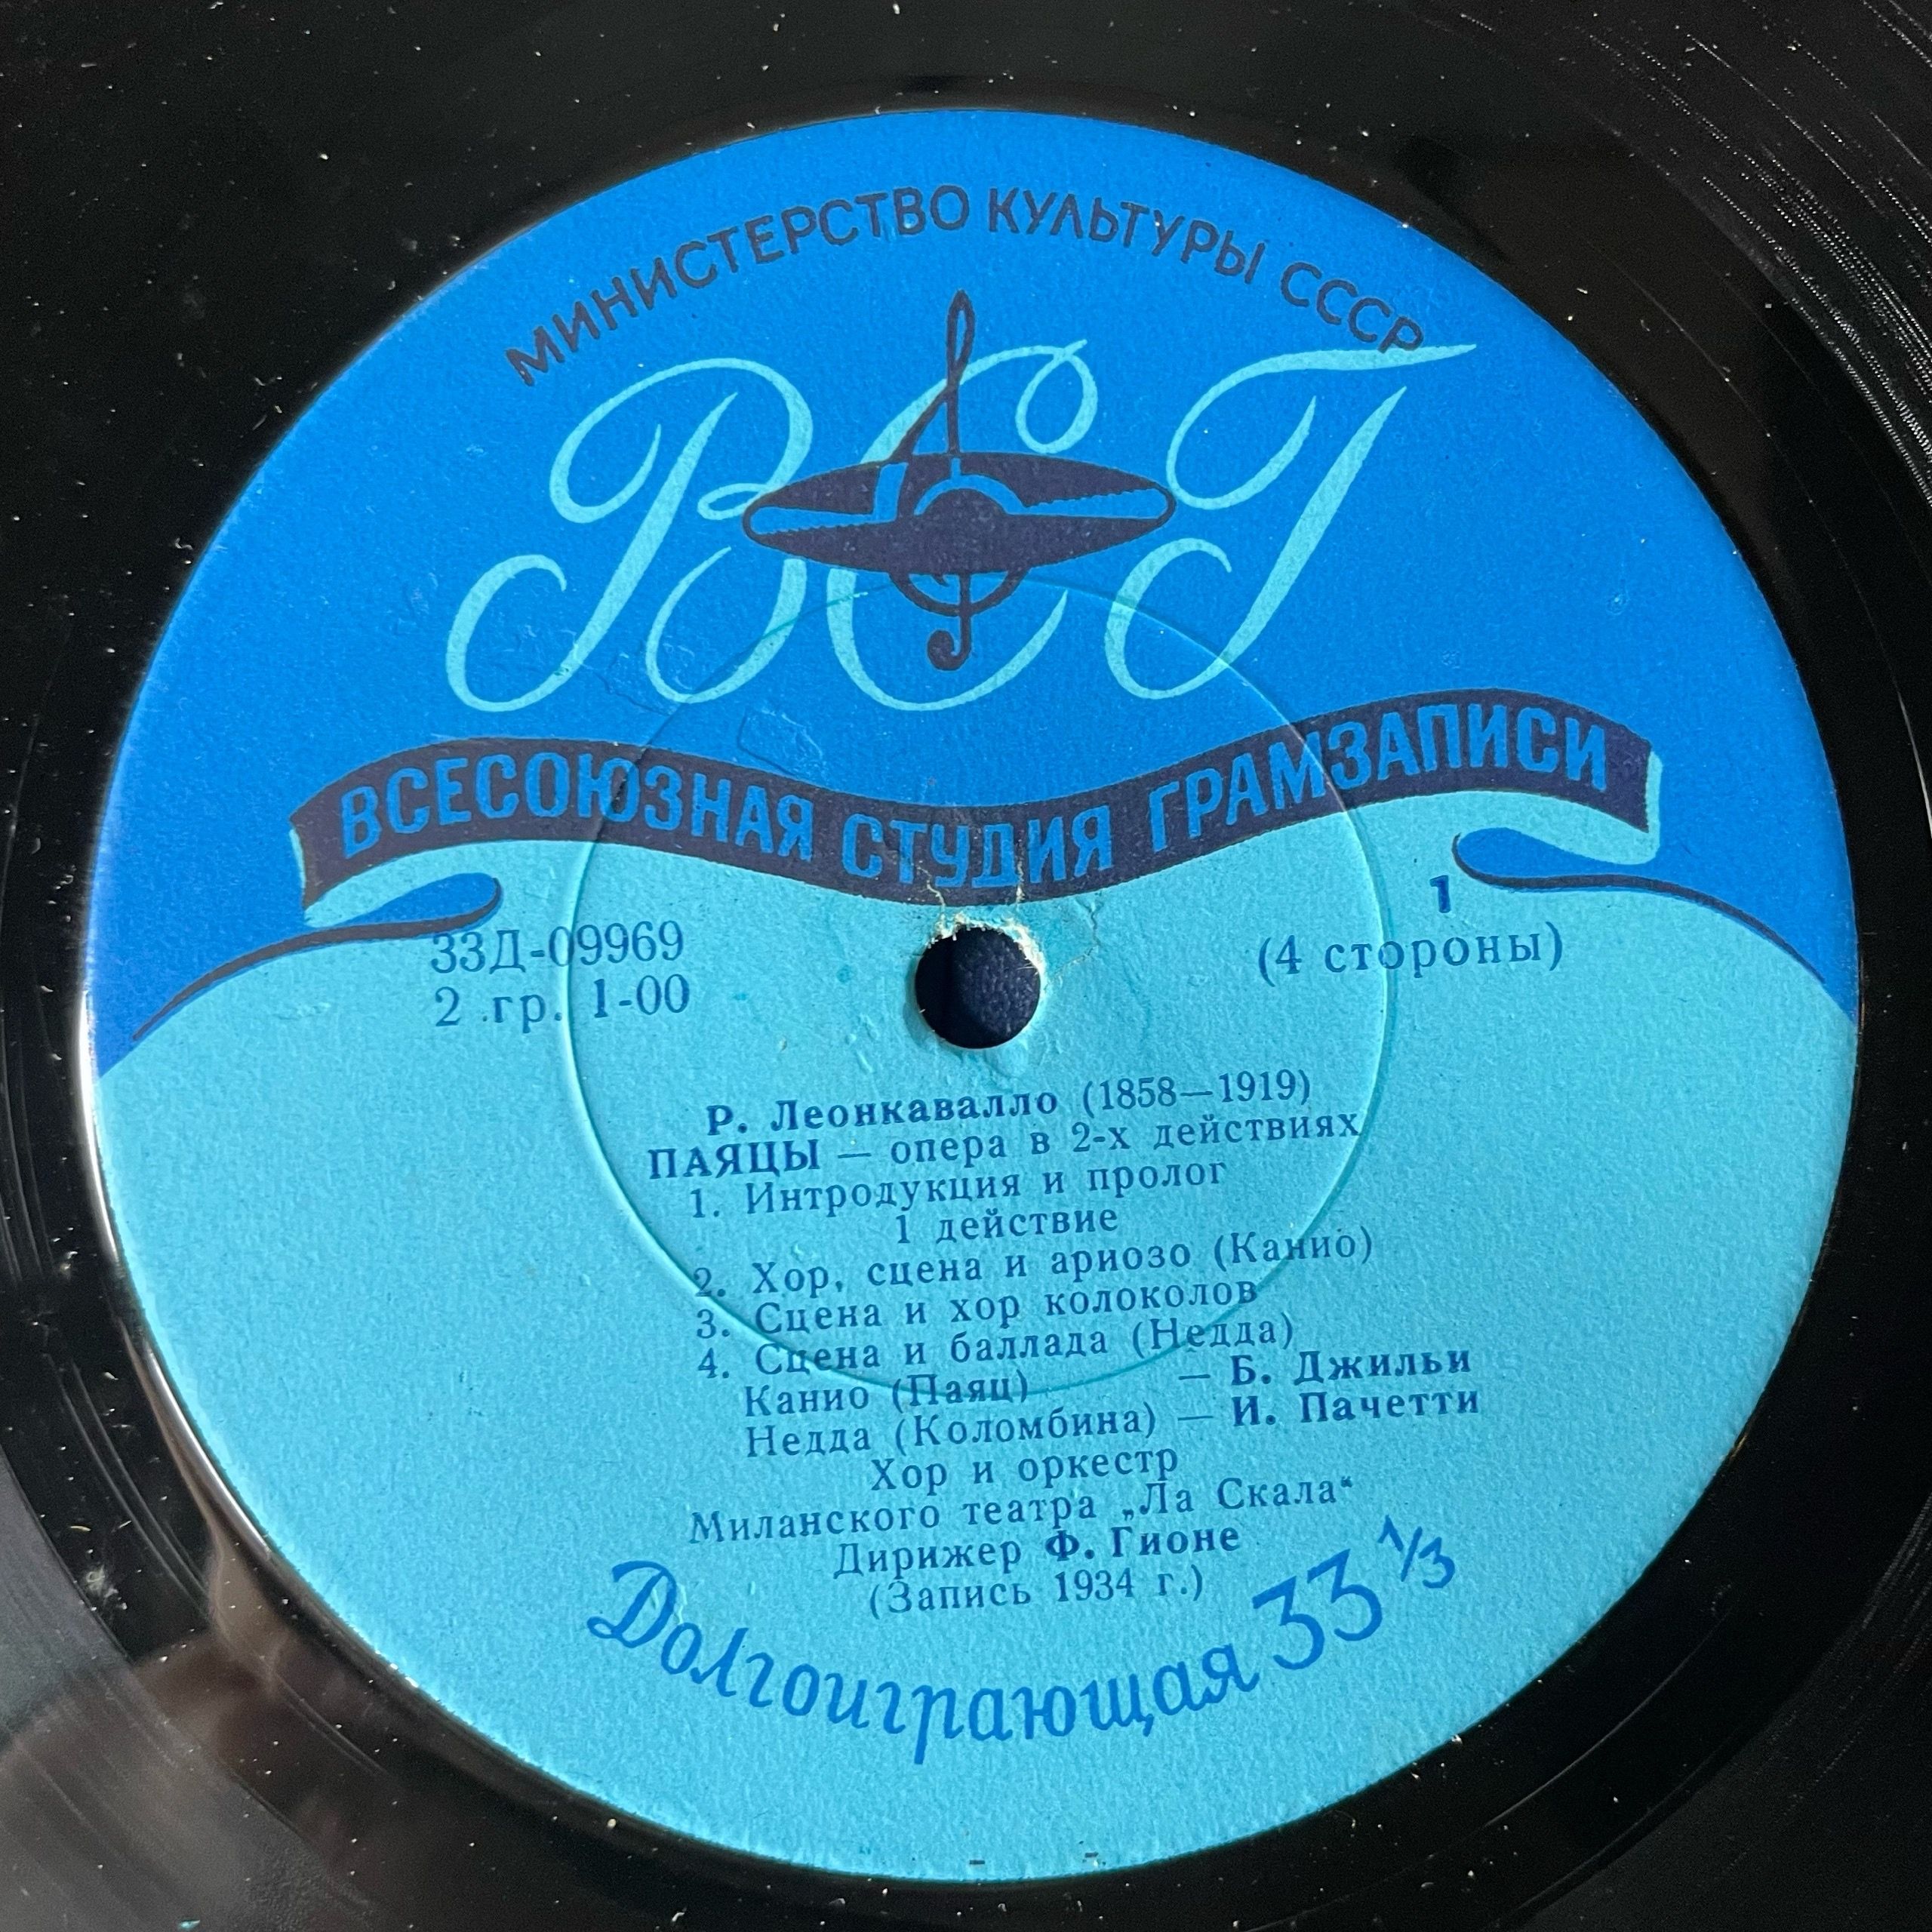 МИНИСТЕРСТВО КУЛЬТУРЫ СССР
ВСГ
ВСЕСОЮЗНАЯ СТУДИЯ ГРАМЗАПИСИ
1
33Д-09969 (4 стороны)
2 гр. 1-00
Р. Леонкавалло (1858—1919)
ПАЯЦЫ — опера в 2-х действиях
1. Интродукция и пролог
1 действие
2. Хор, сцена и ариозо (Канио)
3. Сцена и хор колоколов
4. Сцена и баллада (Недда)
Канио (Паяц) — Б. Джильи
Недда (Коломбина) — И. Пачетти
Хор и оркестр
Миланского театра „Ла Скала“
Дирижер Ф. Гионе
(Запись 1934 г.)
Долгоиграющая 33 1/3